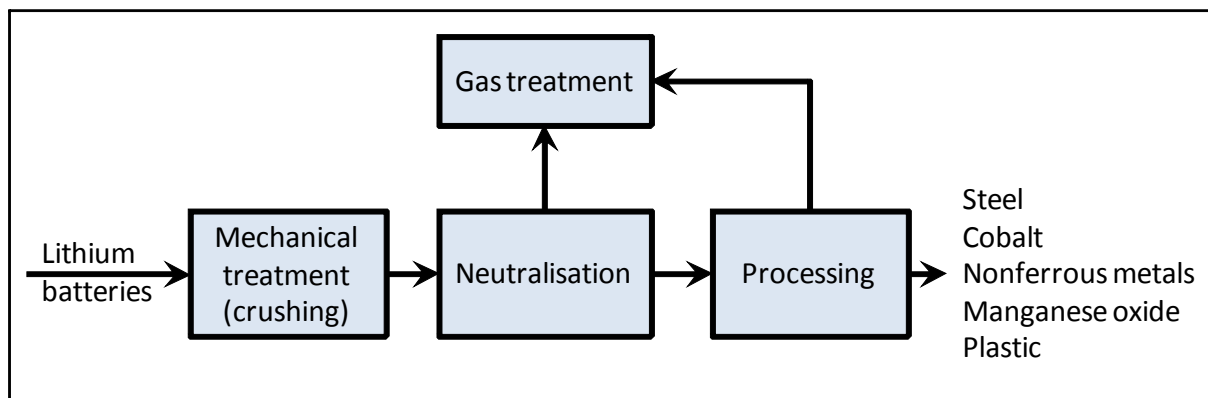 Gas treatment
Lithium
batteries
Mechanical
treatment
(crushing)
Neutralisation
Processing
Steel
Cobalt
Nonferrous metals
Manganese oxide
Plastic